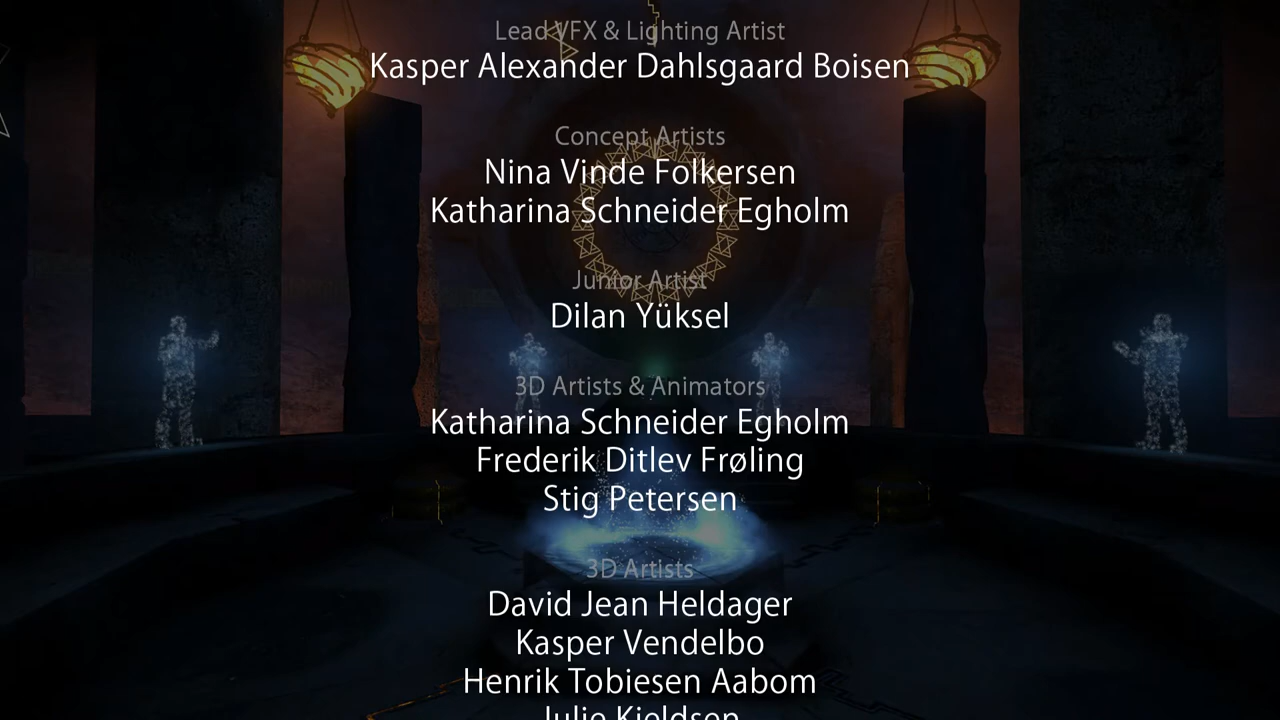 Lead VFX & Lighting Artist
Kasper Alexander Dahlsgaard Boisen
Concept Artists
Nina Vinde Folkersen
Katharina Schneider Egholm
Junior Artist
Dilan Yüksel
3D Artists & Animators
Katharina Schneider Egholm
Frederik Ditlev Frøling
Stig Petersen
3D Artists
David Jean Heldager
Kasper Vendelbo
Henrik Tobiesen Aabom
Julie Kjeldsen